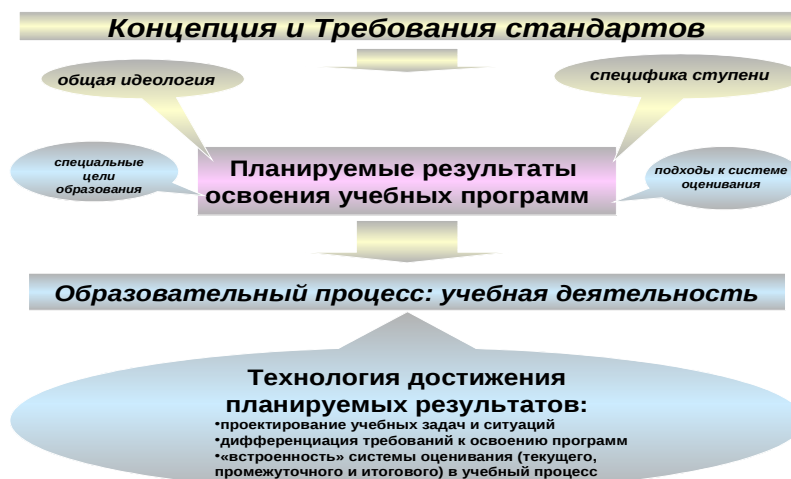 Концепция и Требования стандартов
общая идеология
специфика ступени
специальные
цели
образования
Планируемые результаты
освоения учебных программ
подходы к системе
оценивания
Образовательный процесс: учебная деятельность
Технология достижения
планируемых результатов:
•проектирование учебных задач и ситуаций
•дифференциация требований к освоению программ
•«встроенность» системы оценивания (текущего,
промежуточного и итогового) в учебный процесс